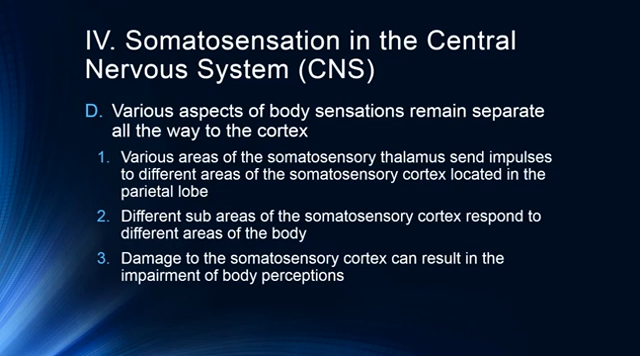 IV. Somatosensation in the Central
Nervous System (CNS)
D. Various aspects of body sensations remain separate
all the way to the cortex
1. Various areas of the somatosensory thalamus send impulses
to different areas of the somatosensory cortex located in the
parietal lobe
2. Different sub areas of the somatosensory cortex respond to
different areas of the body
3. Damage to the somatosensory cortex can result in the
impairment of body perceptions